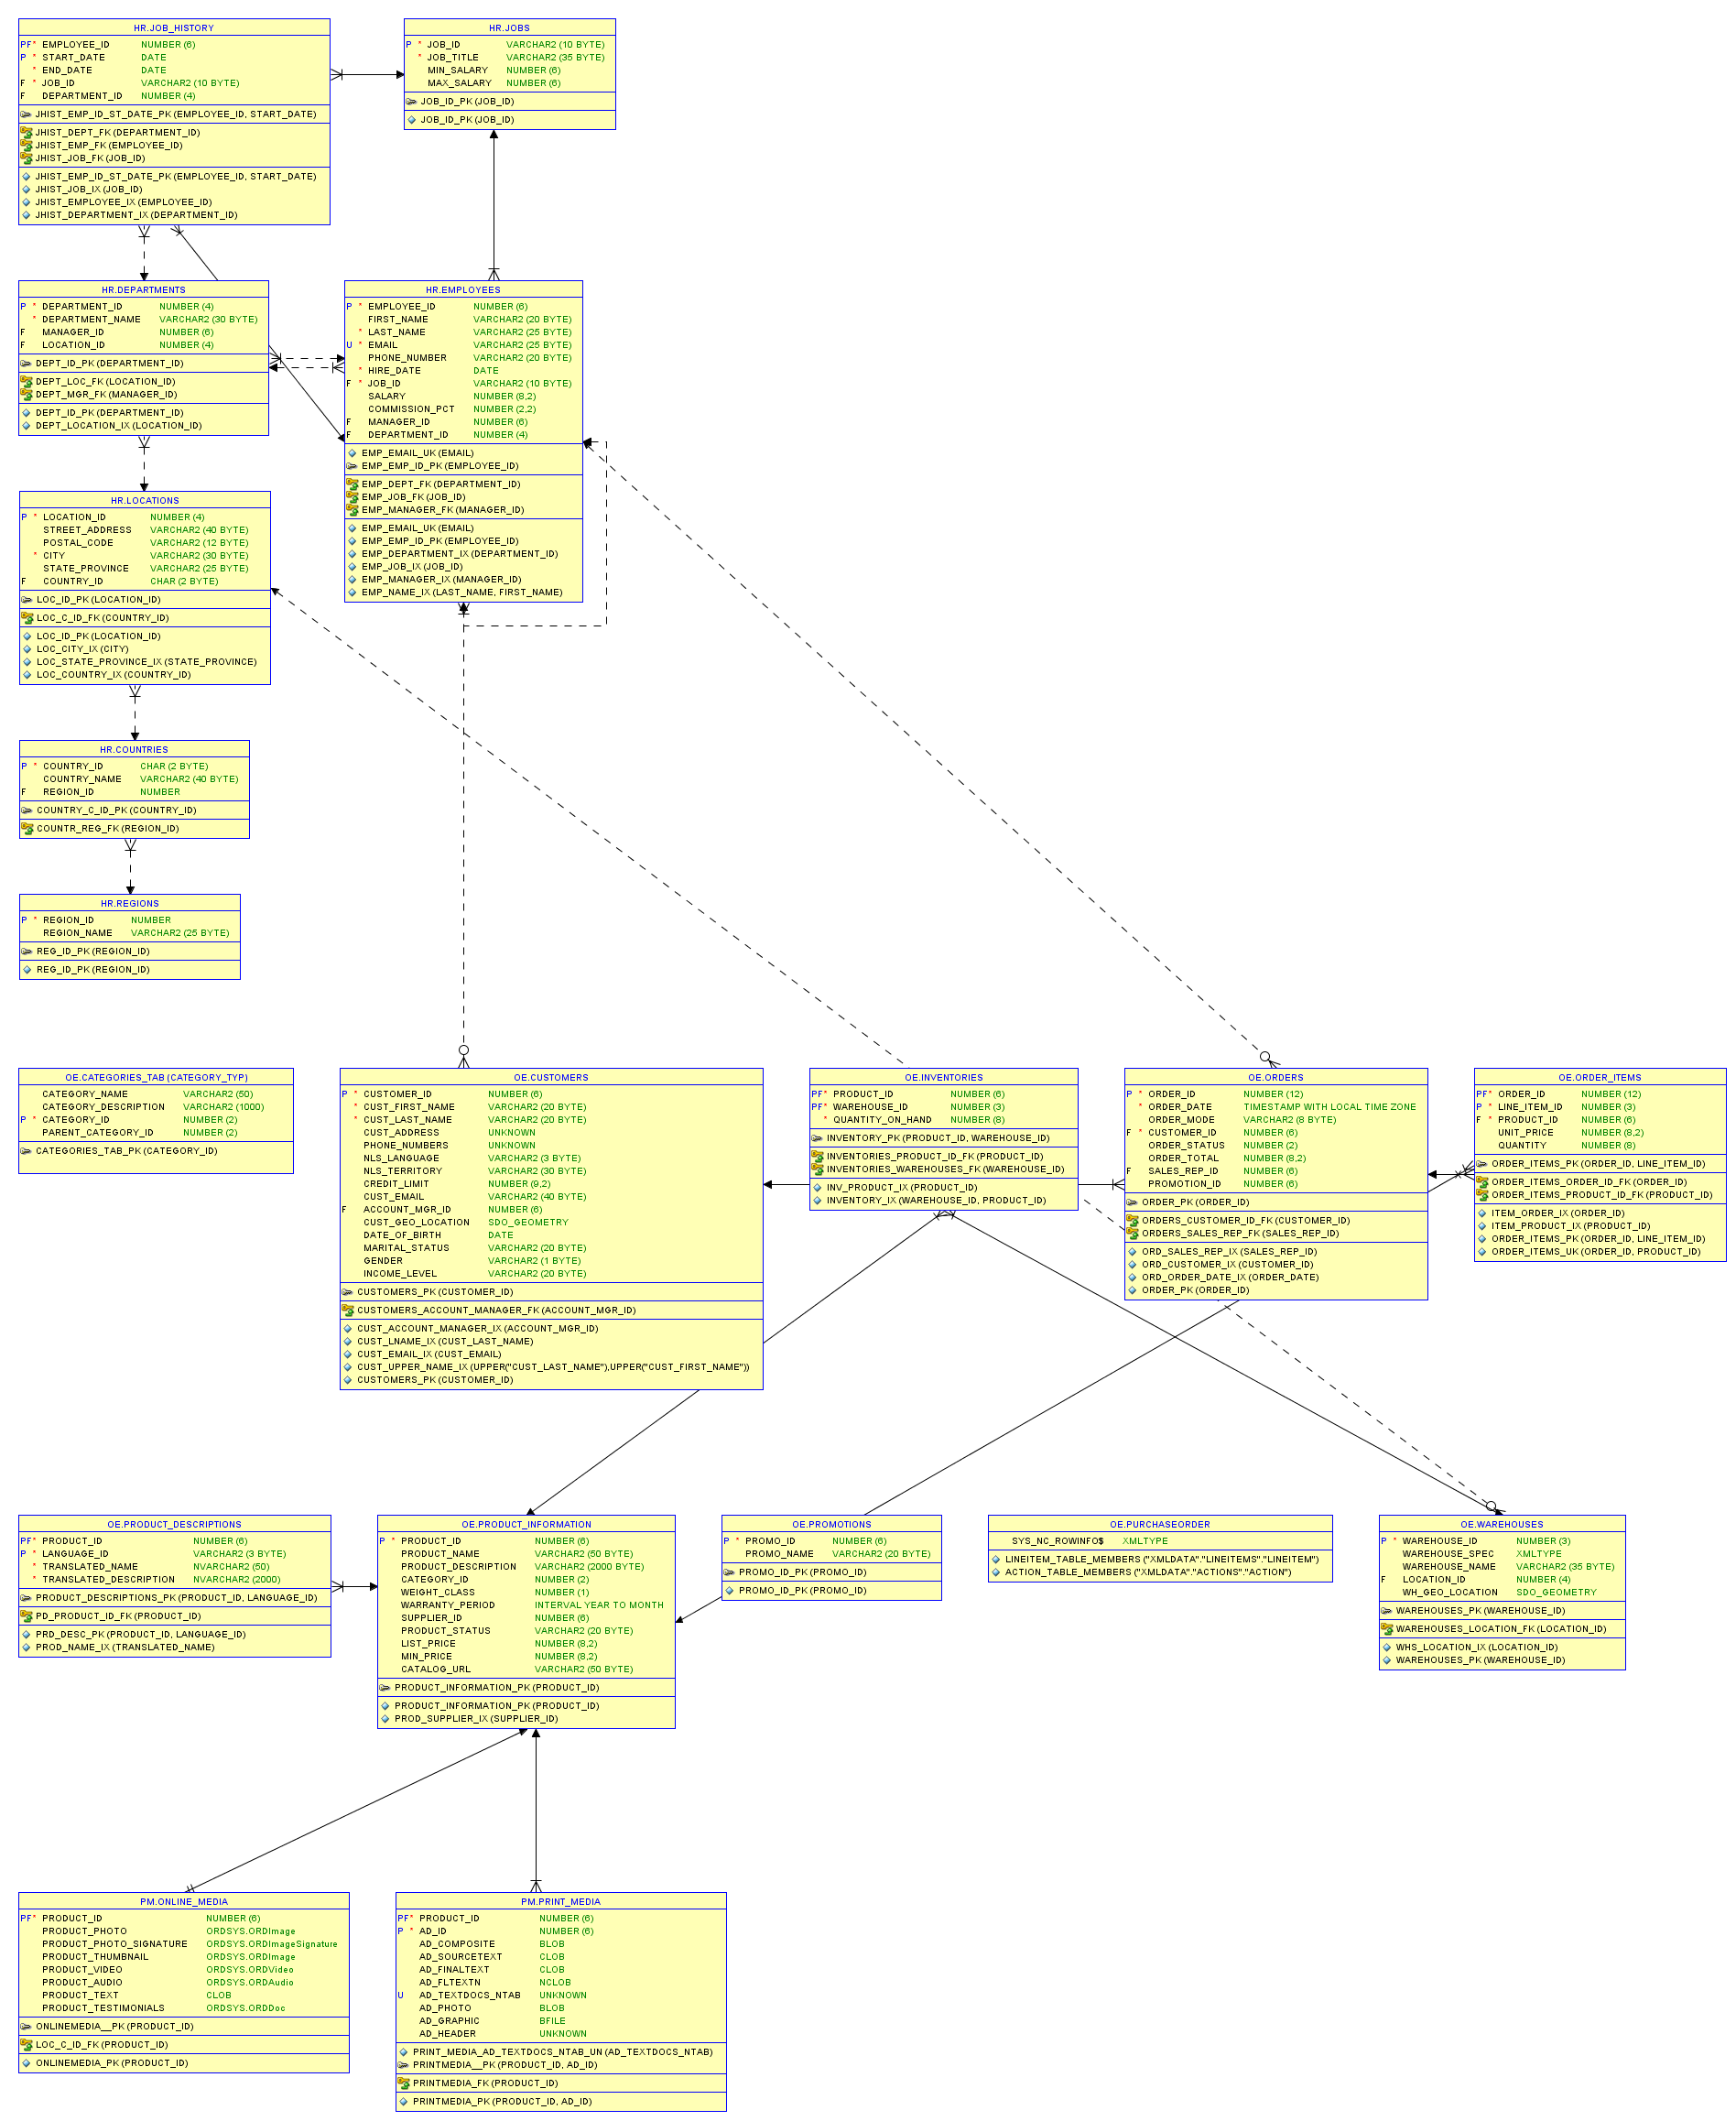 HR.JOB_HISTORY
PF* EMPLOYEE_ID NUMBER (6)
P * START_DATE DATE
* END_DATE DATE
F * JOB_ID VARCHAR2 (10 BYTE)
F DEPARTMENT_ID NUMBER (4)
JHIST_EMP_ID_ST_DATE_PK (EMPLOYEE_ID, START_DATE)
JHIST_DEPT_FK (DEPARTMENT_ID)
JHIST_EMP_FK (EMPLOYEE_ID)
JHIST_JOB_FK (JOB_ID)
JHIST_EMP_ID_ST_DATE_PK (EMPLOYEE_ID, START_DATE)
JHIST_JOB_IX (JOB_ID)
JHIST_EMPLOYEE_IX (EMPLOYEE_ID)
JHIST_DEPARTMENT_IX (DEPARTMENT_ID)
HR.JOBS
P * JOB_ID VARCHAR2 (10 BYTE)
* JOB_TITLE VARCHAR2 (35 BYTE)
MIN_SALARY NUMBER (6)
MAX_SALARY NUMBER (6)
JOB_ID_PK (JOB_ID)
JOB_ID_PK (JOB_ID)
HR.DEPARTMENTS
P * DEPARTMENT_ID NUMBER (4)
* DEPARTMENT_NAME VARCHAR2 (30 BYTE)
F MANAGER_ID NUMBER (6)
F LOCATION_ID NUMBER (4)
DEPT_ID_PK (DEPARTMENT_ID)
DEPT_LOC_FK (LOCATION_ID)
DEPT_MGR_FK (MANAGER_ID)
DEPT_ID_PK (DEPARTMENT_ID)
DEPT_LOCATION_IX (LOCATION_ID)
HR.EMPLOYEES
P * EMPLOYEE_ID NUMBER (6)
FIRST_NAME VARCHAR2 (20 BYTE)
* LAST_NAME VARCHAR2 (25 BYTE)
U * EMAIL VARCHAR2 (25 BYTE)
PHONE_NUMBER VARCHAR2 (20 BYTE)
* HIRE_DATE DATE
F * JOB_ID VARCHAR2 (10 BYTE)
SALARY NUMBER (8,2)
COMMISSION_PCT NUMBER (2,2)
F MANAGER_ID NUMBER (6)
F DEPARTMENT_ID NUMBER (4)
EMP_EMAIL_UK (EMAIL)
EMP_EMP_ID_PK (EMPLOYEE_ID)
EMP_DEPT_FK (DEPARTMENT_ID)
EMP_JOB_FK (JOB_ID)
EMP_MANAGER_FK (MANAGER_ID)
EMP_EMAIL_UK (EMAIL)
EMP_EMP_ID_PK (EMPLOYEE_ID)
EMP_DEPARTMENT_IX (DEPARTMENT_ID)
EMP_JOB_IX (JOB_ID)
EMP_MANAGER_IX (MANAGER_ID)
EMP_NAME_IX (LAST_NAME, FIRST_NAME)
HR.LOCATIONS
P * LOCATION_ID NUMBER (4)
STREET_ADDRESS VARCHAR2 (40 BYTE)
POSTAL_CODE VARCHAR2 (12 BYTE)
* CITY VARCHAR2 (30 BYTE)
STATE_PROVINCE VARCHAR2 (25 BYTE)
F COUNTRY_ID CHAR (2 BYTE)
LOC_ID_PK (LOCATION_ID)
LOC_C_ID_FK (COUNTRY_ID)
LOC_ID_PK (LOCATION_ID)
LOC_CITY_IX (CITY)
LOC_STATE_PROVINCE_IX (STATE_PROVINCE)
LOC_COUNTRY_IX (COUNTRY_ID)
HR.COUNTRIES
P * COUNTRY_ID CHAR (2 BYTE)
COUNTRY_NAME VARCHAR2 (40 BYTE)
F REGION_ID NUMBER
COUNTRY_C_ID_PK (COUNTRY_ID)
COUNTR_REG_FK (REGION_ID)
HR.REGIONS
P * REGION_ID NUMBER
REGION_NAME VARCHAR2 (25 BYTE)
REG_ID_PK (REGION_ID)
REG_ID_PK (REGION_ID)
OE.CATEGORIES_TAB (CATEGORY_TYP)
CATEGORY_NAME VARCHAR2 (50)
CATEGORY_DESCRIPTION VARCHAR2 (1000)
P * CATEGORY_ID NUMBER (2)
PARENT_CATEGORY_ID NUMBER (2)
CATEGORIES_TAB_PK (CATEGORY_ID)
OE.CUSTOMERS
P * CUSTOMER_ID NUMBER (6)
* CUST_FIRST_NAME VARCHAR2 (20 BYTE)
* CUST_LAST_NAME VARCHAR2 (20 BYTE)
CUST_ADDRESS UNKNOWN
PHONE_NUMBERS UNKNOWN
NLS_LANGUAGE VARCHAR2 (3 BYTE)
NLS_TERRITORY VARCHAR2 (30 BYTE)
CREDIT_LIMIT NUMBER (9,2)
CUST_EMAIL VARCHAR2 (40 BYTE)
F ACCOUNT_MGR_ID NUMBER (6)
CUST_GEO_LOCATION SDO_GEOMETRY
DATE_OF_BIRTH DATE
MARITAL_STATUS VARCHAR2 (20 BYTE)
GENDER VARCHAR2 (1 BYTE)
INCOME_LEVEL VARCHAR2 (20 BYTE)
CUSTOMERS_PK (CUSTOMER_ID)
CUSTOMERS_ACCOUNT_MANAGER_FK (ACCOUNT_MGR_ID)
CUST_ACCOUNT_MANAGER_IX (ACCOUNT_MGR_ID)
CUST_LNAME_IX (CUST_LAST_NAME)
CUST_EMAIL_IX (CUST_EMAIL)
CUST_UPPER_NAME_IX (UPPER("CUST_LAST_NAME"),UPPER("CUST_FIRST_NAME"))
CUSTOMERS_PK (CUSTOMER_ID)
OE.INVENTORIES
PF* PRODUCT_ID NUMBER (6)
PF* WAREHOUSE_ID NUMBER (3)
* QUANTITY_ON_HAND NUMBER (8)
INVENTORY_PK (PRODUCT_ID, WAREHOUSE_ID)
INVENTORIES_PRODUCT_ID_FK (PRODUCT_ID)
INVENTORIES_WAREHOUSES_FK (WAREHOUSE_ID)
INV_PRODUCT_IX (PRODUCT_ID)
INVENTORY_IX (WAREHOUSE_ID, PRODUCT_ID)
OE.ORDERS
P * ORDER_ID NUMBER (12)
* ORDER_DATE TIMESTAMP WITH LOCAL TIME ZONE
ORDER_MODE VARCHAR2 (8 BYTE)
F * CUSTOMER_ID NUMBER (6)
ORDER_STATUS NUMBER (2)
ORDER_TOTAL NUMBER (8,2)
F SALES_REP_ID NUMBER (6)
PROMOTION_ID NUMBER (6)
ORDER_PK (ORDER_ID)
ORDERS_CUSTOMER_ID_FK (CUSTOMER_ID)
ORDERS_SALES_REP_FK (SALES_REP_ID)
ORD_SALES_REP_IX (SALES_REP_ID)
ORD_CUSTOMER_IX (CUSTOMER_ID)
ORD_ORDER_DATE_IX (ORDER_DATE)
ORDER_PK (ORDER_ID)
OE.ORDER_ITEMS
PF* ORDER_ID NUMBER (12)
P * LINE_ITEM_ID NUMBER (3)
F * PRODUCT_ID NUMBER (6)
UNIT_PRICE NUMBER (8,2)
QUANTITY NUMBER (8)
ORDER_ITEMS_PK (ORDER_ID, LINE_ITEM_ID)
ORDER_ITEMS_ORDER_ID_FK (ORDER_ID)
ORDER_ITEMS_PRODUCT_ID_FK (PRODUCT_ID)
ITEM_ORDER_IX (ORDER_ID)
ITEM_PRODUCT_IX (PRODUCT_ID)
ORDER_ITEMS_PK (ORDER_ID, LINE_ITEM_ID)
ORDER_ITEMS_UK (ORDER_ID, PRODUCT_ID)
OE.PRODUCT_DESCRIPTIONS
PF* PRODUCT_ID NUMBER (6)
P * LANGUAGE_ID VARCHAR2 (3 BYTE)
* TRANSLATED_NAME NVARCHAR2 (50)
* TRANSLATED_DESCRIPTION NVARCHAR2 (2000)
PRODUCT_DESCRIPTIONS_PK (PRODUCT_ID, LANGUAGE_ID)
PD_PRODUCT_ID_FK (PRODUCT_ID)
PRD_DESC_PK (PRODUCT_ID, LANGUAGE_ID)
PROD_NAME_IX (TRANSLATED_NAME)
OE.PRODUCT_INFORMATION
P * PRODUCT_ID NUMBER (6)
PRODUCT_NAME VARCHAR2 (50 BYTE)
PRODUCT_DESCRIPTION VARCHAR2 (2000 BYTE)
CATEGORY_ID NUMBER (2)
WEIGHT_CLASS NUMBER (1)
WARRANTY_PERIOD INTERVAL YEAR TO MONTH
SUPPLIER_ID NUMBER (6)
PRODUCT_STATUS VARCHAR2 (20 BYTE)
LIST_PRICE NUMBER (8,2)
MIN_PRICE NUMBER (8,2)
CATALOG_URL VARCHAR2 (50 BYTE)
PRODUCT_INFORMATION_PK (PRODUCT_ID)
PRODUCT_INFORMATION_PK (PRODUCT_ID)
PROD_SUPPLIER_IX (SUPPLIER_ID)
OE.PROMOTIONS
P * PROMO_ID NUMBER (6)
PROMO_NAME VARCHAR2 (20 BYTE)
PROMO_ID_PK (PROMO_ID)
PROMO_ID_PK (PROMO_ID)
OE.PURCHASEORDER
SYS_NC_ROWINFO$ XMLTYPE
LINEITEM_TABLE_MEMBERS ("XMLDATA"."LINEITEMS"."LINEITEM")
ACTION_TABLE_MEMBERS ("XMLDATA"."ACTIONS"."ACTION")
OE.WAREHOUSES
P * WAREHOUSE_ID NUMBER (3)
WAREHOUSE_SPEC XMLTYPE
WAREHOUSE_NAME VARCHAR2 (35 BYTE)
F LOCATION_ID NUMBER (4)
WH_GEO_LOCATION SDO_GEOMETRY
WAREHOUSES_PK (WAREHOUSE_ID)
WAREHOUSES_LOCATION_FK (LOCATION_ID)
WHS_LOCATION_IX (LOCATION_ID)
WAREHOUSES_PK (WAREHOUSE_ID)
PM.ONLINE_MEDIA
PF* PRODUCT_ID NUMBER (6)
PRODUCT_PHOTO ORDSYS.ORDImage
PRODUCT_PHOTO_SIGNATURE ORDSYS.ORDImageSignature
PRODUCT_THUMBNAIL ORDSYS.ORDImage
PRODUCT_VIDEO ORDSYS.ORDVideo
PRODUCT_AUDIO ORDSYS.ORDAudio
PRODUCT_TEXT CLOB
PRODUCT_TESTIMONIALS ORDSYS.ORDDoc
ONLINEMEDIA__PK (PRODUCT_ID)
LOC_C_ID_FK (PRODUCT_ID)
ONLINEMEDIA_PK (PRODUCT_ID)
PM.PRINT_MEDIA
PF* PRODUCT_ID NUMBER (6)
P * AD_ID NUMBER (6)
AD_COMPOSITE BLOB
AD_SOURCETEXT CLOB
AD_FINALTEXT CLOB
AD_FLTEXTN NCLOB
U AD_TEXTDOCS_NTAB UNKNOWN
AD_PHOTO BLOB
AD_GRAPHIC BFILE
AD_HEADER UNKNOWN
PRINT_MEDIA_AD_TEXTDOCS_NTAB_UN (AD_TEXTDOCS_NTAB)
PRINTMEDIA__PK (PRODUCT_ID, AD_ID)
PRINTMEDIA_FK (PRODUCT_ID)
PRINTMEDIA_PK (PRODUCT_ID, AD_ID)